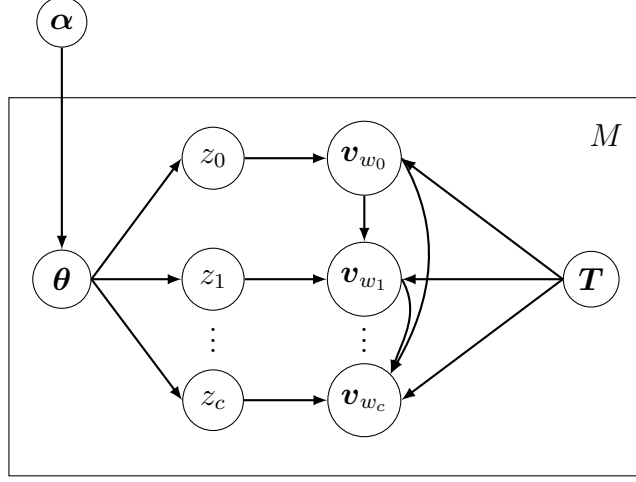 α
M
z₀ v_{w₀}
θ z₁ v_{w₁} T
⋮ ⋮
z_c v_{w_c}